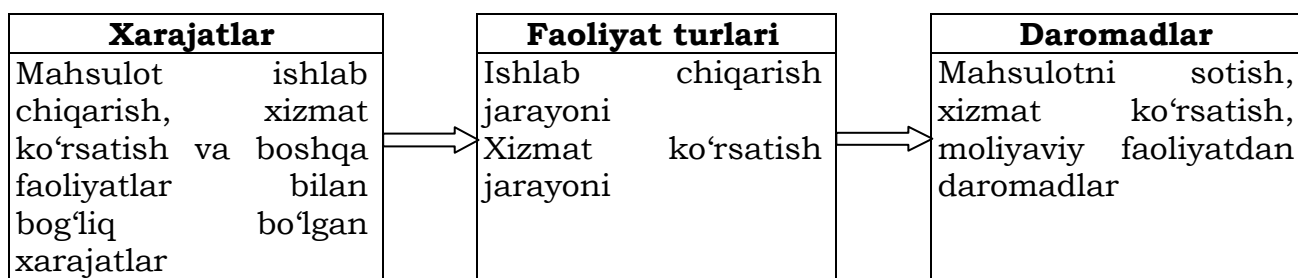 Xarajatlar
Mahsulot ishlab
chiqarish, xizmat
ko‘rsatish va boshqa
faoliyatlar bilan
bog‘liq bo‘lgan
xarajatlar
Faoliyat turlari
Ishlab chiqarish
jarayoni
Xizmat ko‘rsatish
jarayoni
Daromadlar
Mahsulotni sotish,
xizmat ko‘rsatish,
moliyaviy faoliyatdan
daromadlar